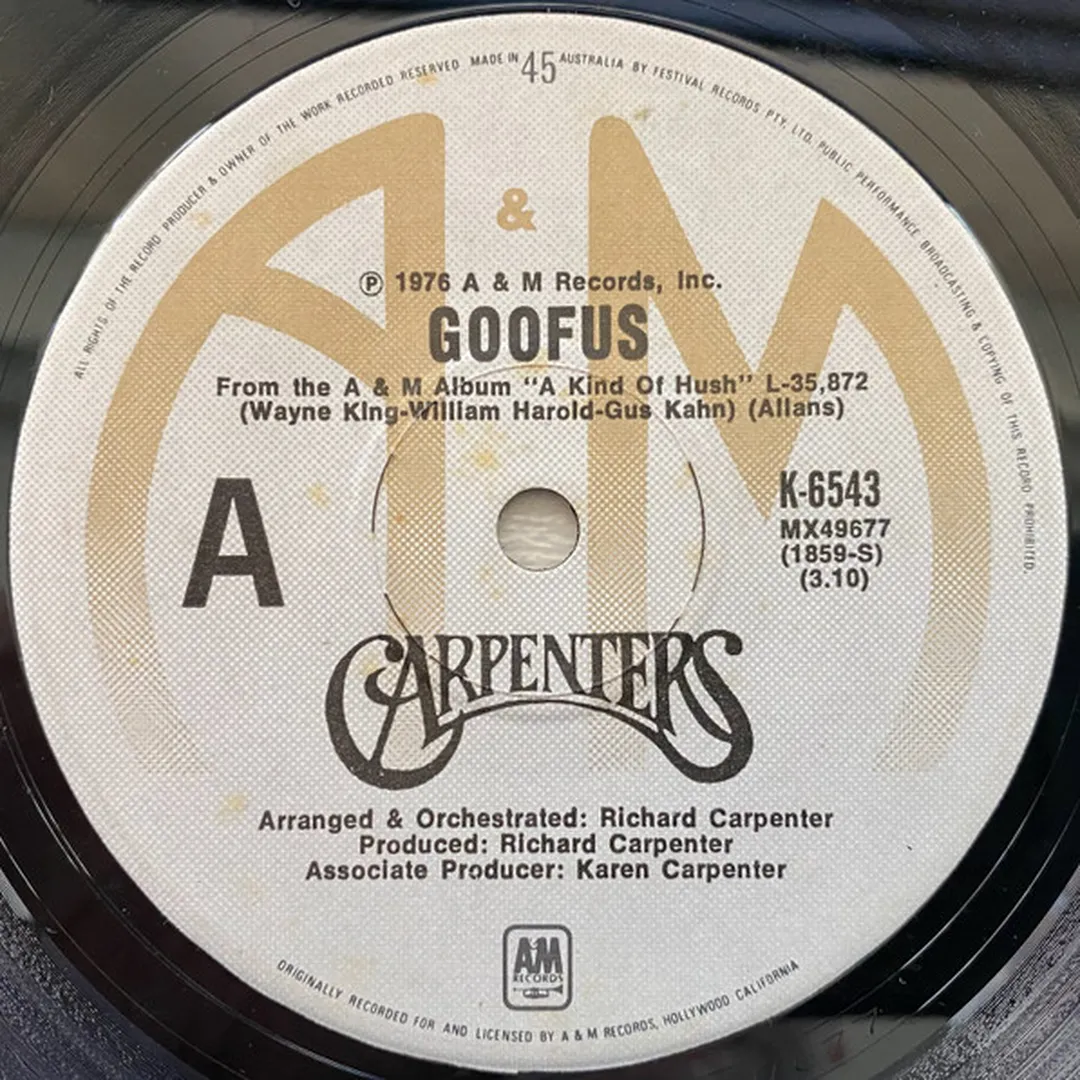 ALL RIGHTS OF THE RECORD PRODUCER & OWNER OF THE WORK RECORDED RESERVED MADE IN 45 AUSTRALIA BY FESTIVAL RECORDS PTY. LTD. PUBLIC PERFORMANCE BROADCASTING & COPYING OF THIS RECORD PROHIBITED.
A & M
℗ 1976 A & M Records, Inc.
GOOFUS
From the A & M Album "A Kind Of Hush" L-35,872
(Wayne King-William Harold-Gus Kahn) (Allans)
A
K-6543
MX49677
(1859-S)
(3.10)
CARPENTERS
Arranged & Orchestrated: Richard Carpenter
Produced: Richard Carpenter
Associate Producer: Karen Carpenter
A&M
RECORDS
ORIGINALLY RECORDED FOR AND LICENSED BY A & M RECORDS, HOLLYWOOD CALIFORNIA